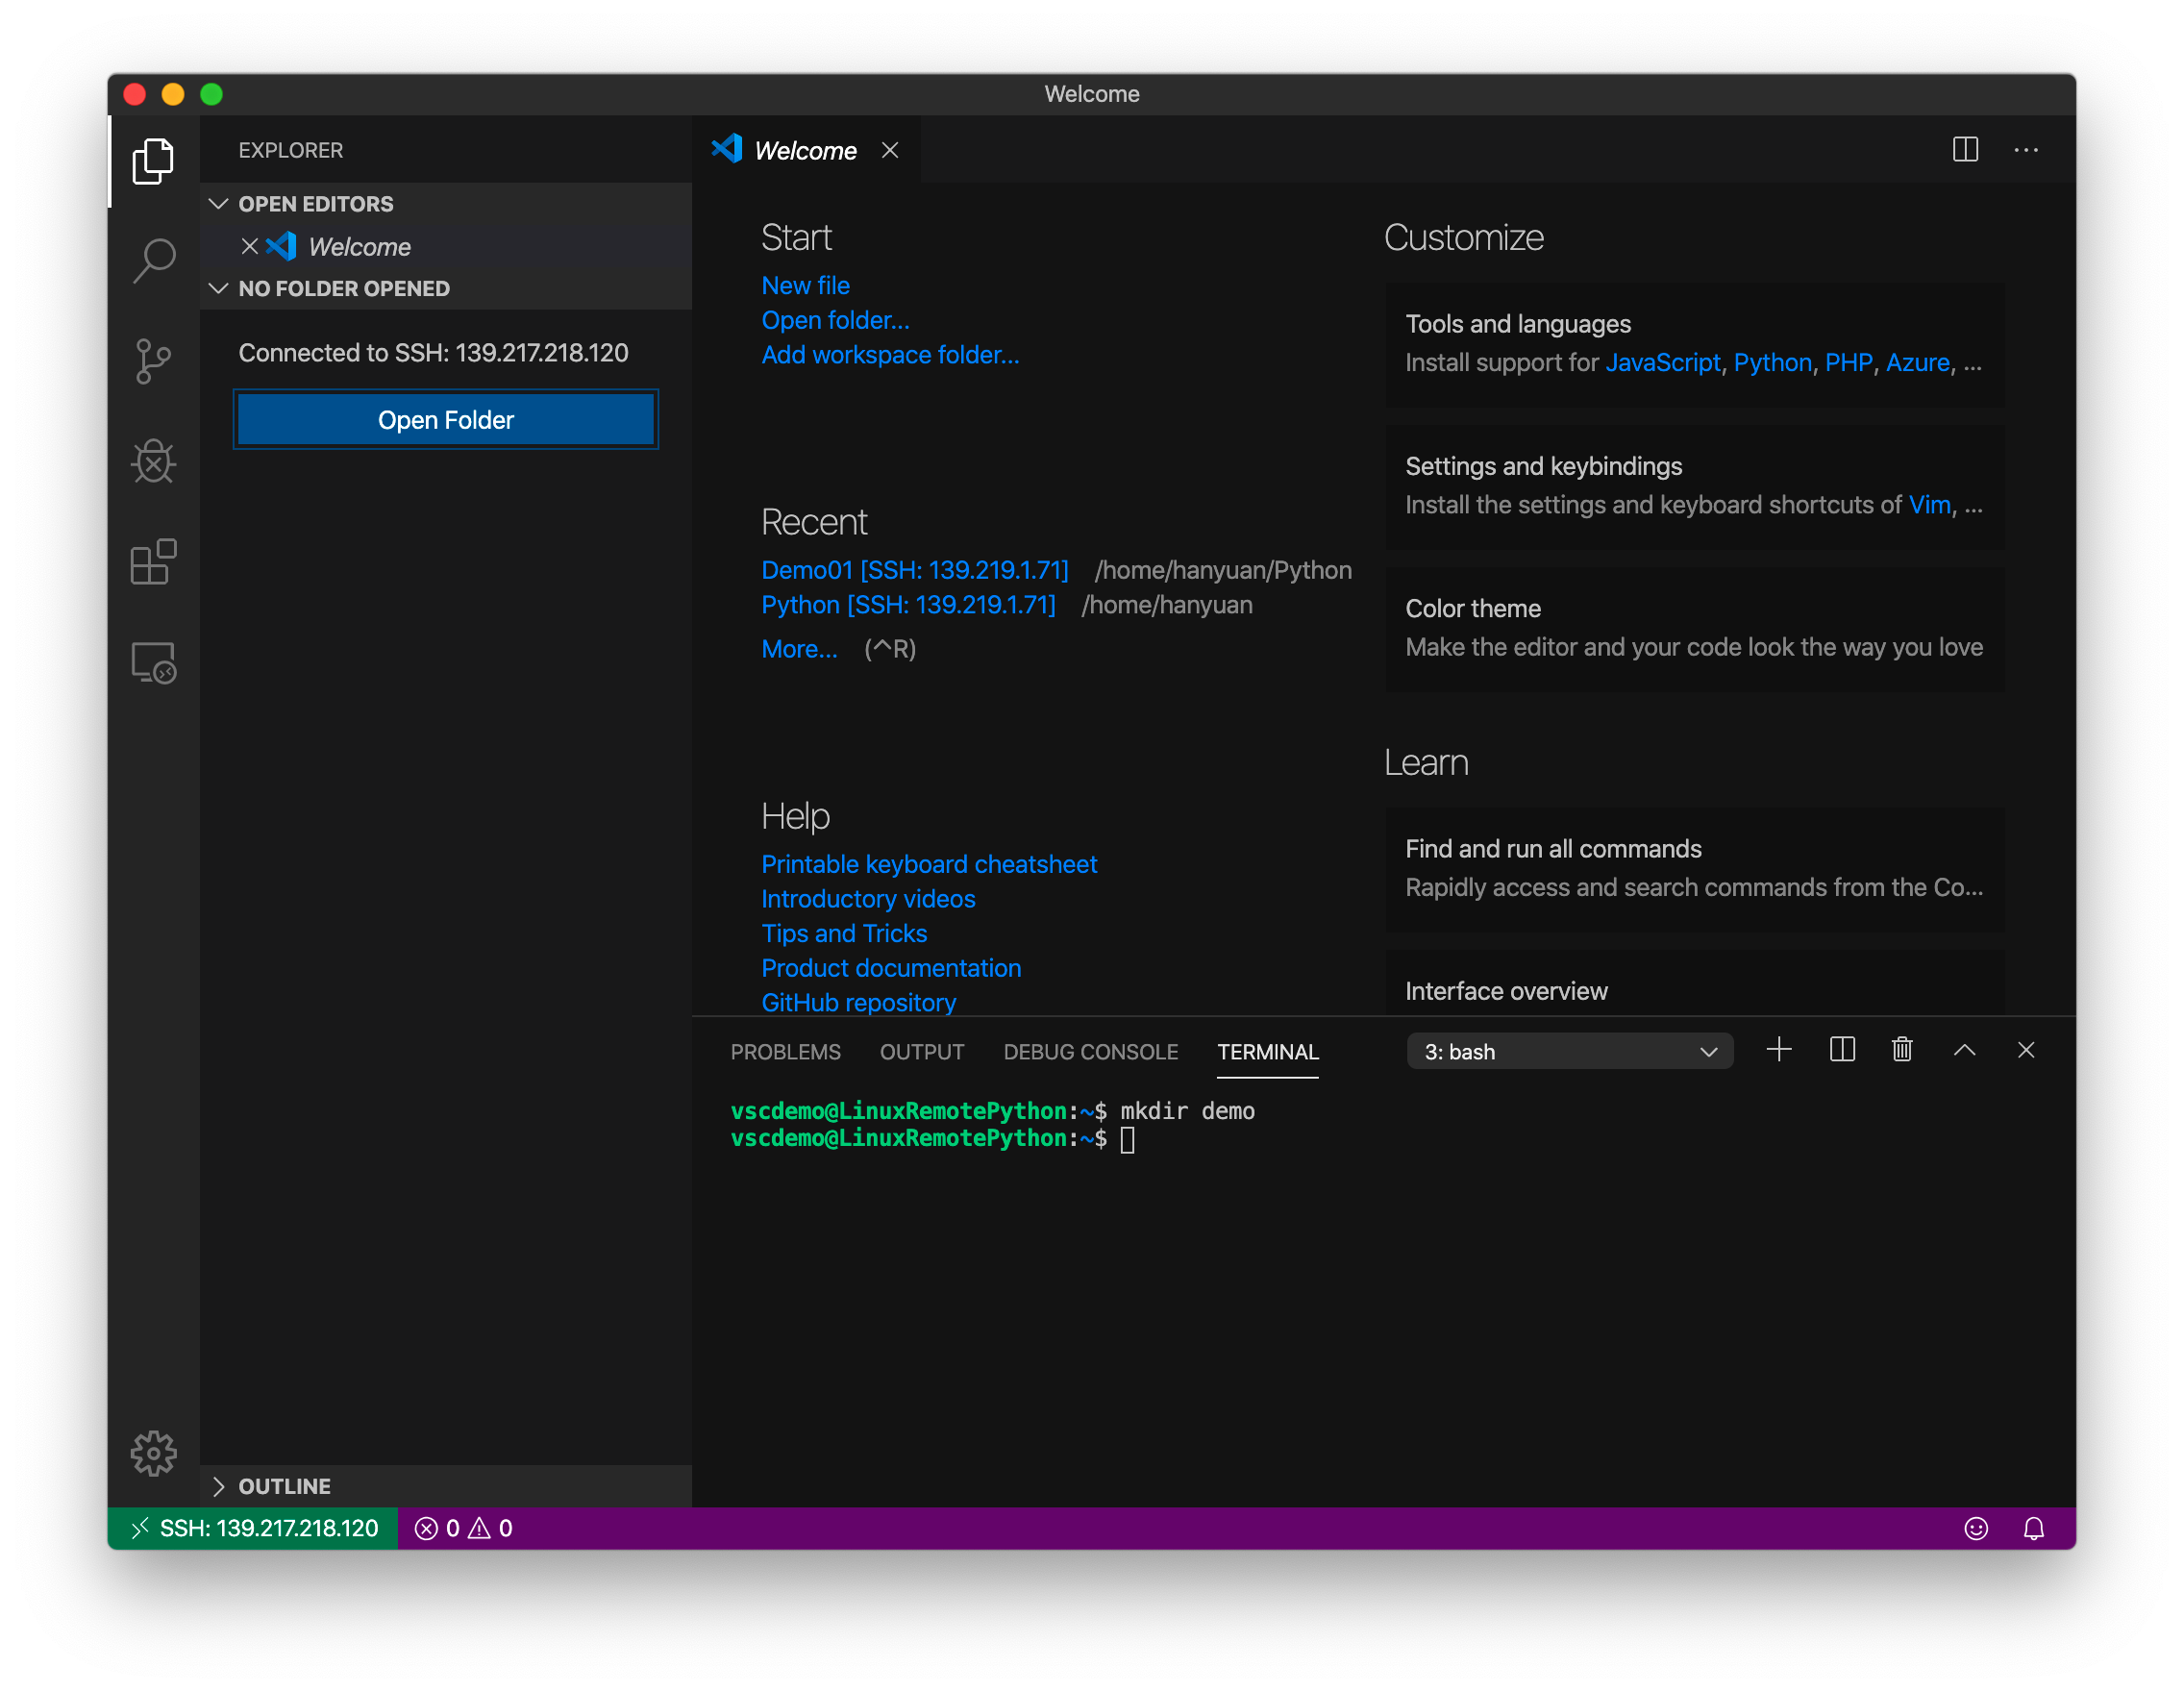 Welcome
EXPLORER
OPEN EDITORS
Welcome
NO FOLDER OPENED
Connected to SSH: 139.217.218.120
Open Folder
OUTLINE
Welcome
Start
New file
Open folder...
Add workspace folder...
Recent
Demo01 [SSH: 139.219.1.71] /home/hanyuan/Python
Python [SSH: 139.219.1.71] /home/hanyuan
More... (^R)
Help
Printable keyboard cheatsheet
Introductory videos
Tips and Tricks
Product documentation
GitHub repository
Customize
Tools and languages
Install support for JavaScript, Python, PHP, Azure, ...
Settings and keybindings
Install the settings and keyboard shortcuts of Vim, ...
Color theme
Make the editor and your code look the way you love
Learn
Find and run all commands
Rapidly access and search commands from the Co...
Interface overview
PROBLEMS OUTPUT DEBUG CONSOLE TERMINAL 3: bash
vscdemo@LinuxRemotePython:~$ mkdir demo
vscdemo@LinuxRemotePython:~$
SSH: 139.217.218.120 0 0